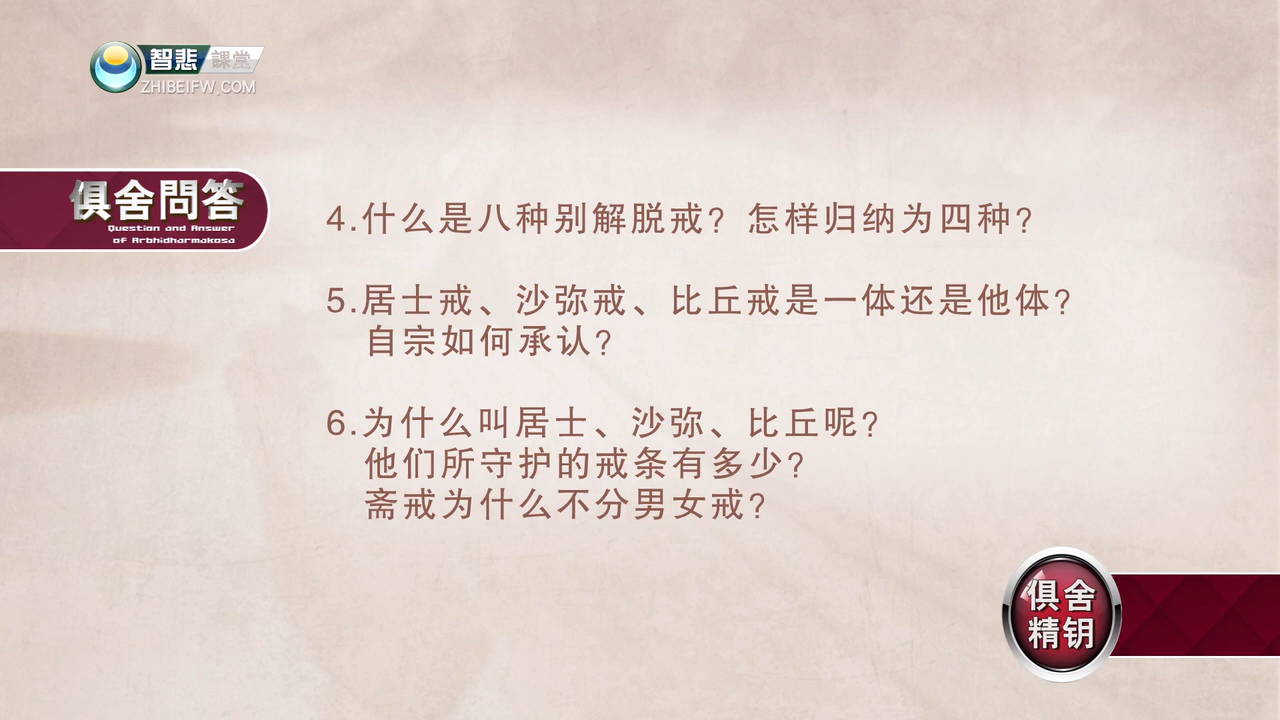 智悲課堂
ZHIBEIFW.COM
俱舍問答
Question and Answer
of Arbhidharmakosa
4.什么是八种别解脱戒？怎样归纳为四种？
5.居士戒、沙弥戒、比丘戒是一体还是他体？
自宗如何承认？
6.为什么叫居士、沙弥、比丘呢？
他们所守护的戒条有多少？
斋戒为什么不分男女戒？
俱舍
精钥